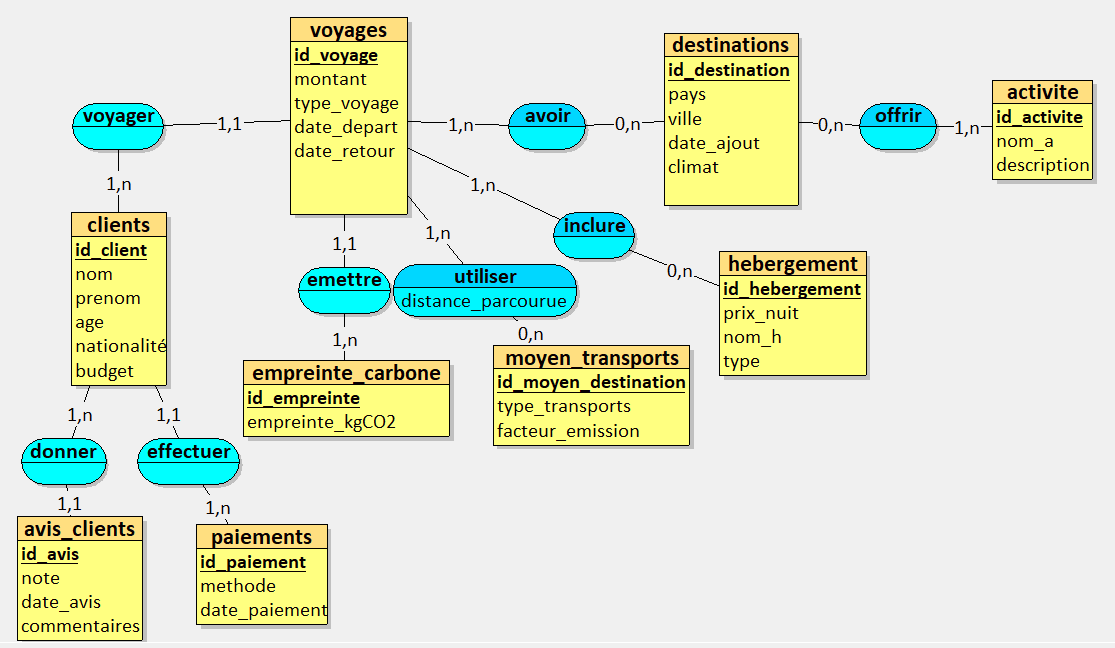 voyages
id_voyage
montant
type_voyage
date_depart
date_retour
destinations
id_destination
pays
ville
date_ajout
climat
activite
id_activite
nom_a
description
voyager
1,1
1,n
avoir
0,n
0,n
offrir
1,n
1,n
1,n
clients
id_client
nom
prenom
age
nationalité
budget
1,n
inclure
0,n
hebergement
id_hebergement
prix_nuit
nom_h
type
1,1
emettre
1,n
utiliser
distance_parcourue
0,n
empreinte_carbone
id_empreinte
empreinte_kgCO2
moyen_transports
id_moyen_destination
type_transports
facteur_emission
1,n
1,1
donner
effectuer
1,1
1,n
avis_clients
id_avis
note
date_avis
commentaires
paiements
id_paiement
methode
date_paiement